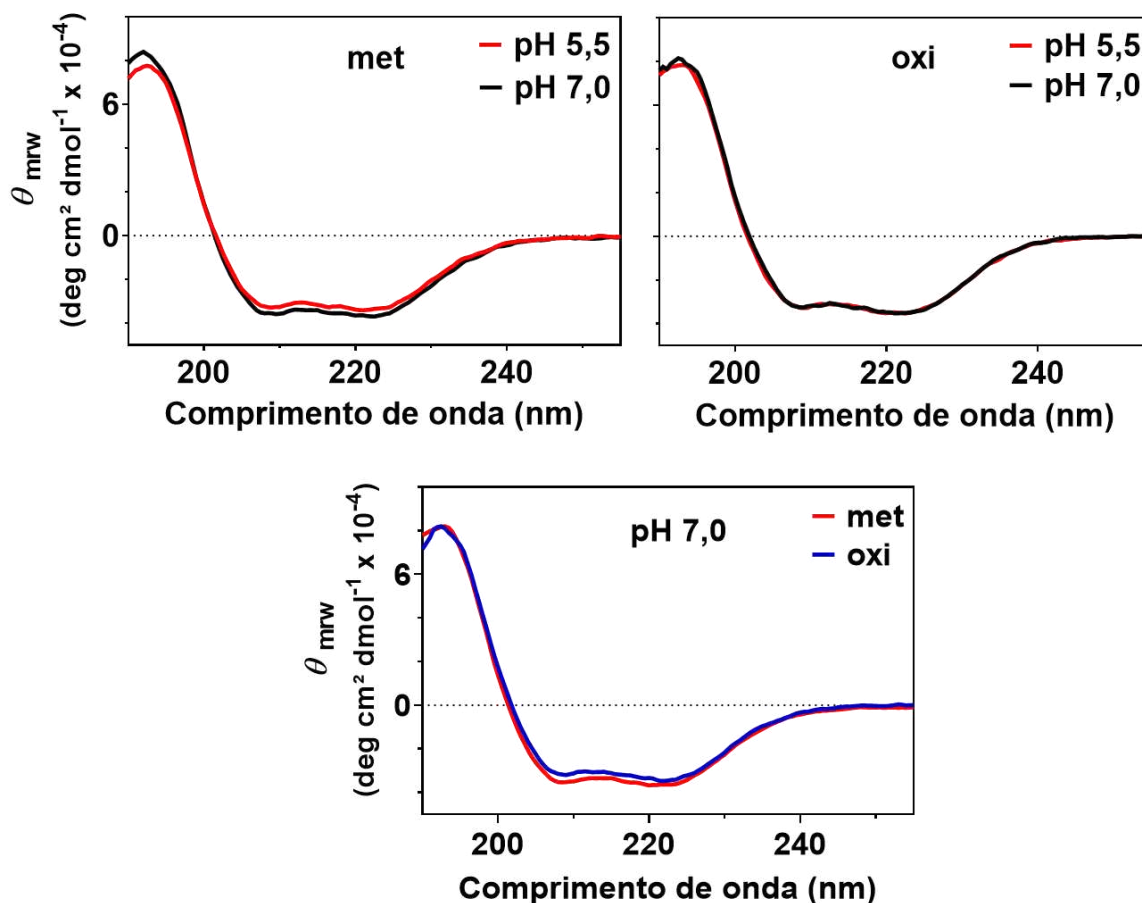 met
pH 5,5
pH 7,0
6
0
θ mrw
(deg cm² dmol⁻¹ x 10⁻⁴)
200
220
240
Comprimento de onda (nm)
oxi
pH 5,5
pH 7,0
200
220
240
Comprimento de onda (nm)
pH 7,0
met
oxi
6
0
θ mrw
(deg cm² dmol⁻¹ x 10⁻⁴)
200
220
240
Comprimento de onda (nm)